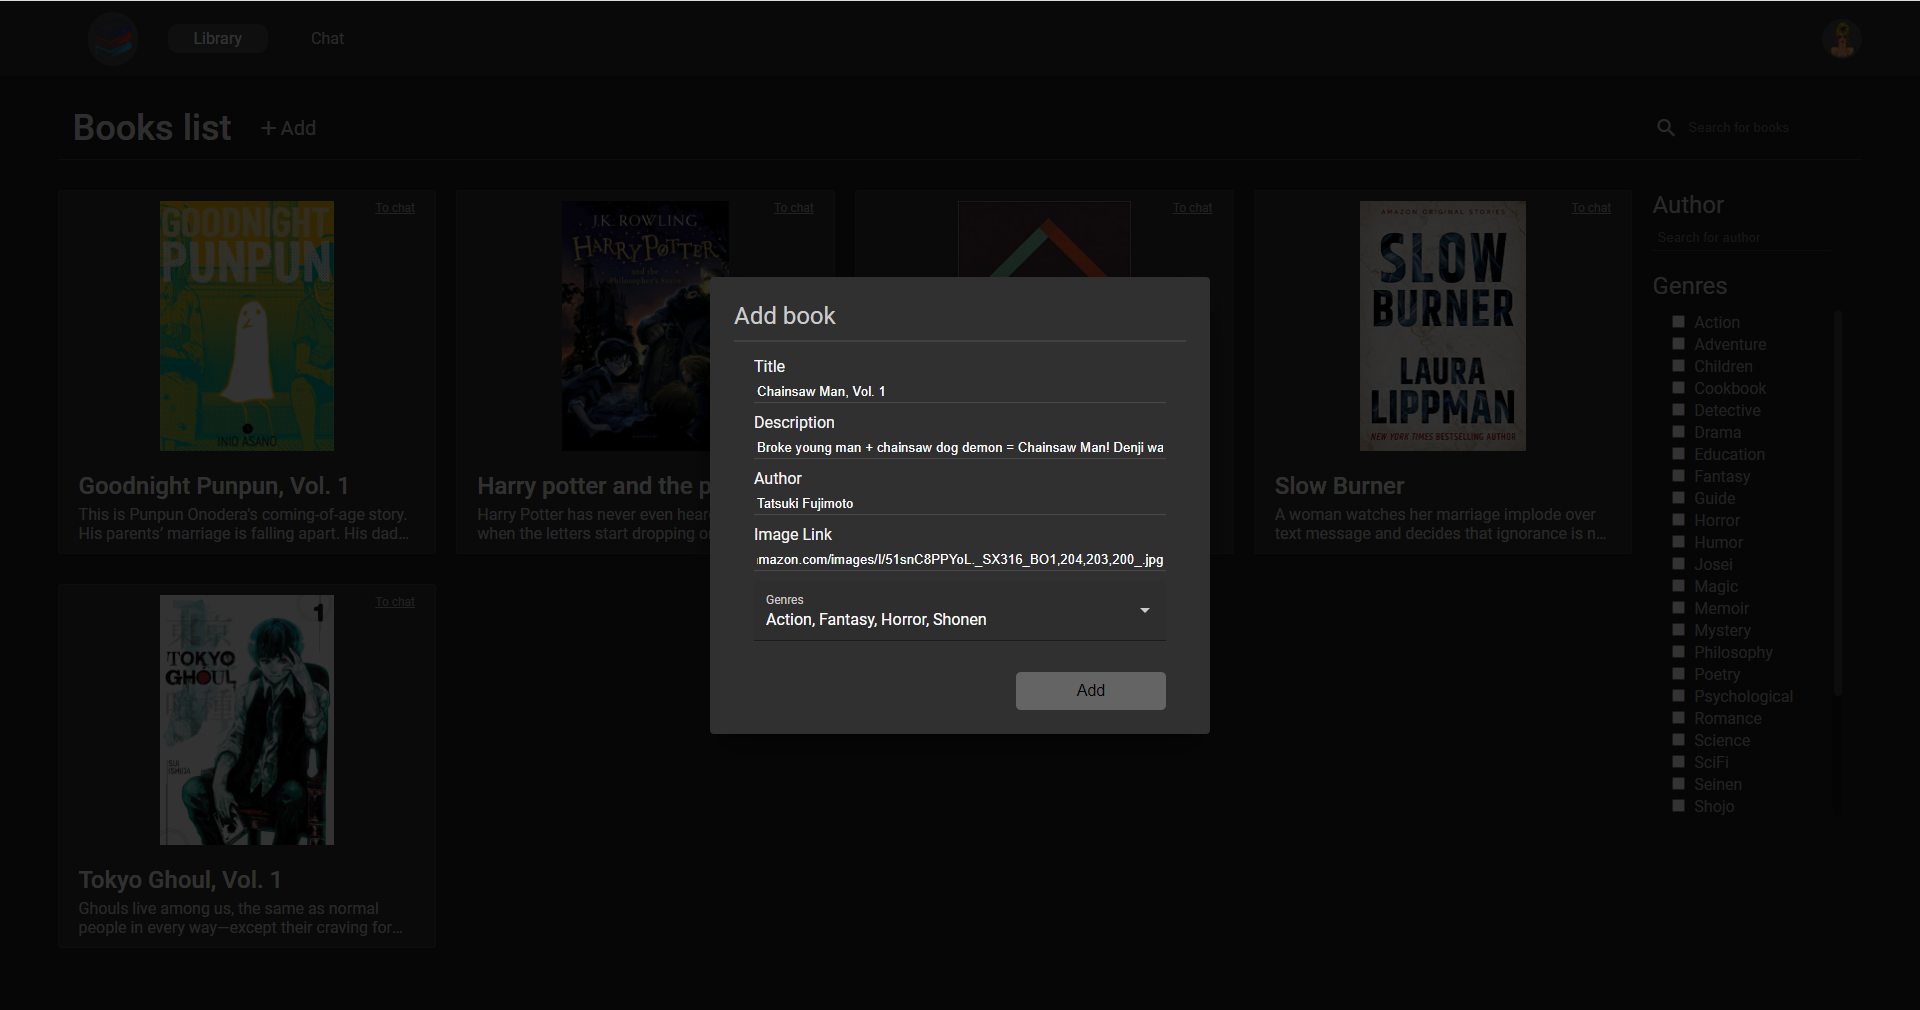 Library
Chat
Books list
+ Add
Search for books
To chat
GOODNIGHT
PUNPUN
INIO ASANO
Goodnight Punpun, Vol. 1
This is Punpun Onodera's coming-of-age story.
His parents' marriage is falling apart. His dad...
To chat
J.K. ROWLING
HARRY POTTER
and the
Philosopher's Stone
Harry potter and the p
Harry Potter has never even hear
when the letters start dropping o
To chat
To chat
AMAZON ORIGINAL STORIES
SLOW
BURNER
LAURA
LIPPMAN
NEW YORK TIMES BESTSELLING AUTHOR
Slow Burner
A woman watches her marriage implode over
text message and decides that ignorance is n...
To chat
1
TOKYO
GHOUL
SUI
ISHIDA
Tokyo Ghoul, Vol. 1
Ghouls live among us, the same as normal
people in every way—except their craving for...
Add book
Title
Chainsaw Man, Vol. 1
Description
Broke young man + chainsaw dog demon = Chainsaw Man! Denji wa
Author
Tatsuki Fujimoto
Image Link
mazon.com/images/I/51snC8PPYoL._SX316_BO1,204,203,200_.jpg
Genres
Action, Fantasy, Horror, Shonen
Add
Author
Search for author
Genres
Action
Adventure
Children
Cookbook
Detective
Drama
Education
Fantasy
Guide
Horror
Humor
Josei
Magic
Memoir
Mystery
Philosophy
Poetry
Psychological
Romance
Science
SciFi
Seinen
Shojo